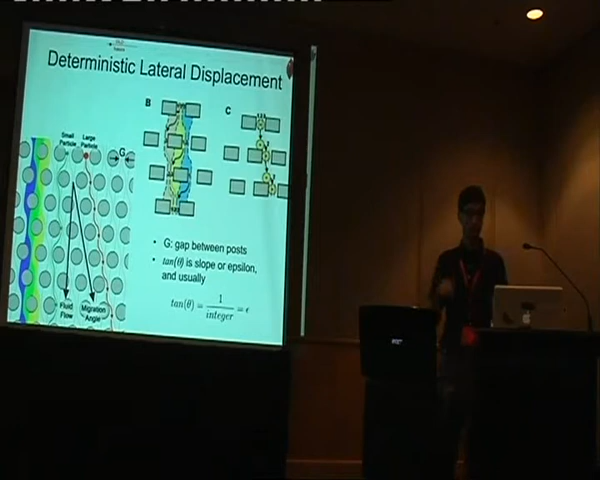 Deterministic Lateral Displacement
B
C
Small
Particle
Large
Particle
G
Fluid
Flow
Migration
Angle
• G: gap between posts
• tan(θ) is slope or epsilon,
and usually
tan(θ) = 1/integer = ϵ